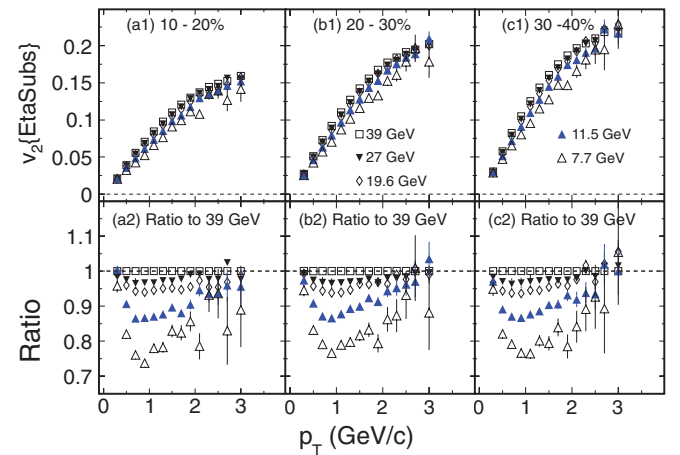 (a1) 10 - 20%
(b1) 20 - 30%
(c1) 30 -40%
v2{EtaSubs}
0.2
0.15
0.1
0.05
0
39 GeV
27 GeV
19.6 GeV
11.5 GeV
7.7 GeV
(a2) Ratio to 39 GeV
(b2) Ratio to 39 GeV
(c2) Ratio to 39 GeV
Ratio
1.1
1
0.9
0.8
0.7
0 1 2 3 0 1 2 3 0 1 2 3 4
pT (GeV/c)